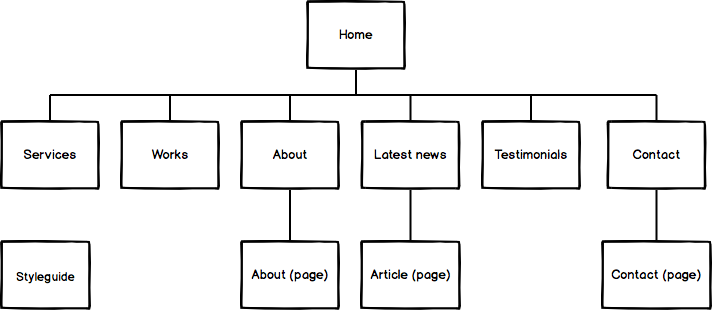 Home
Services
Works
About
Latest news
Testimonials
Contact
Styleguide
About (page)
Article (page)
Contact (page)